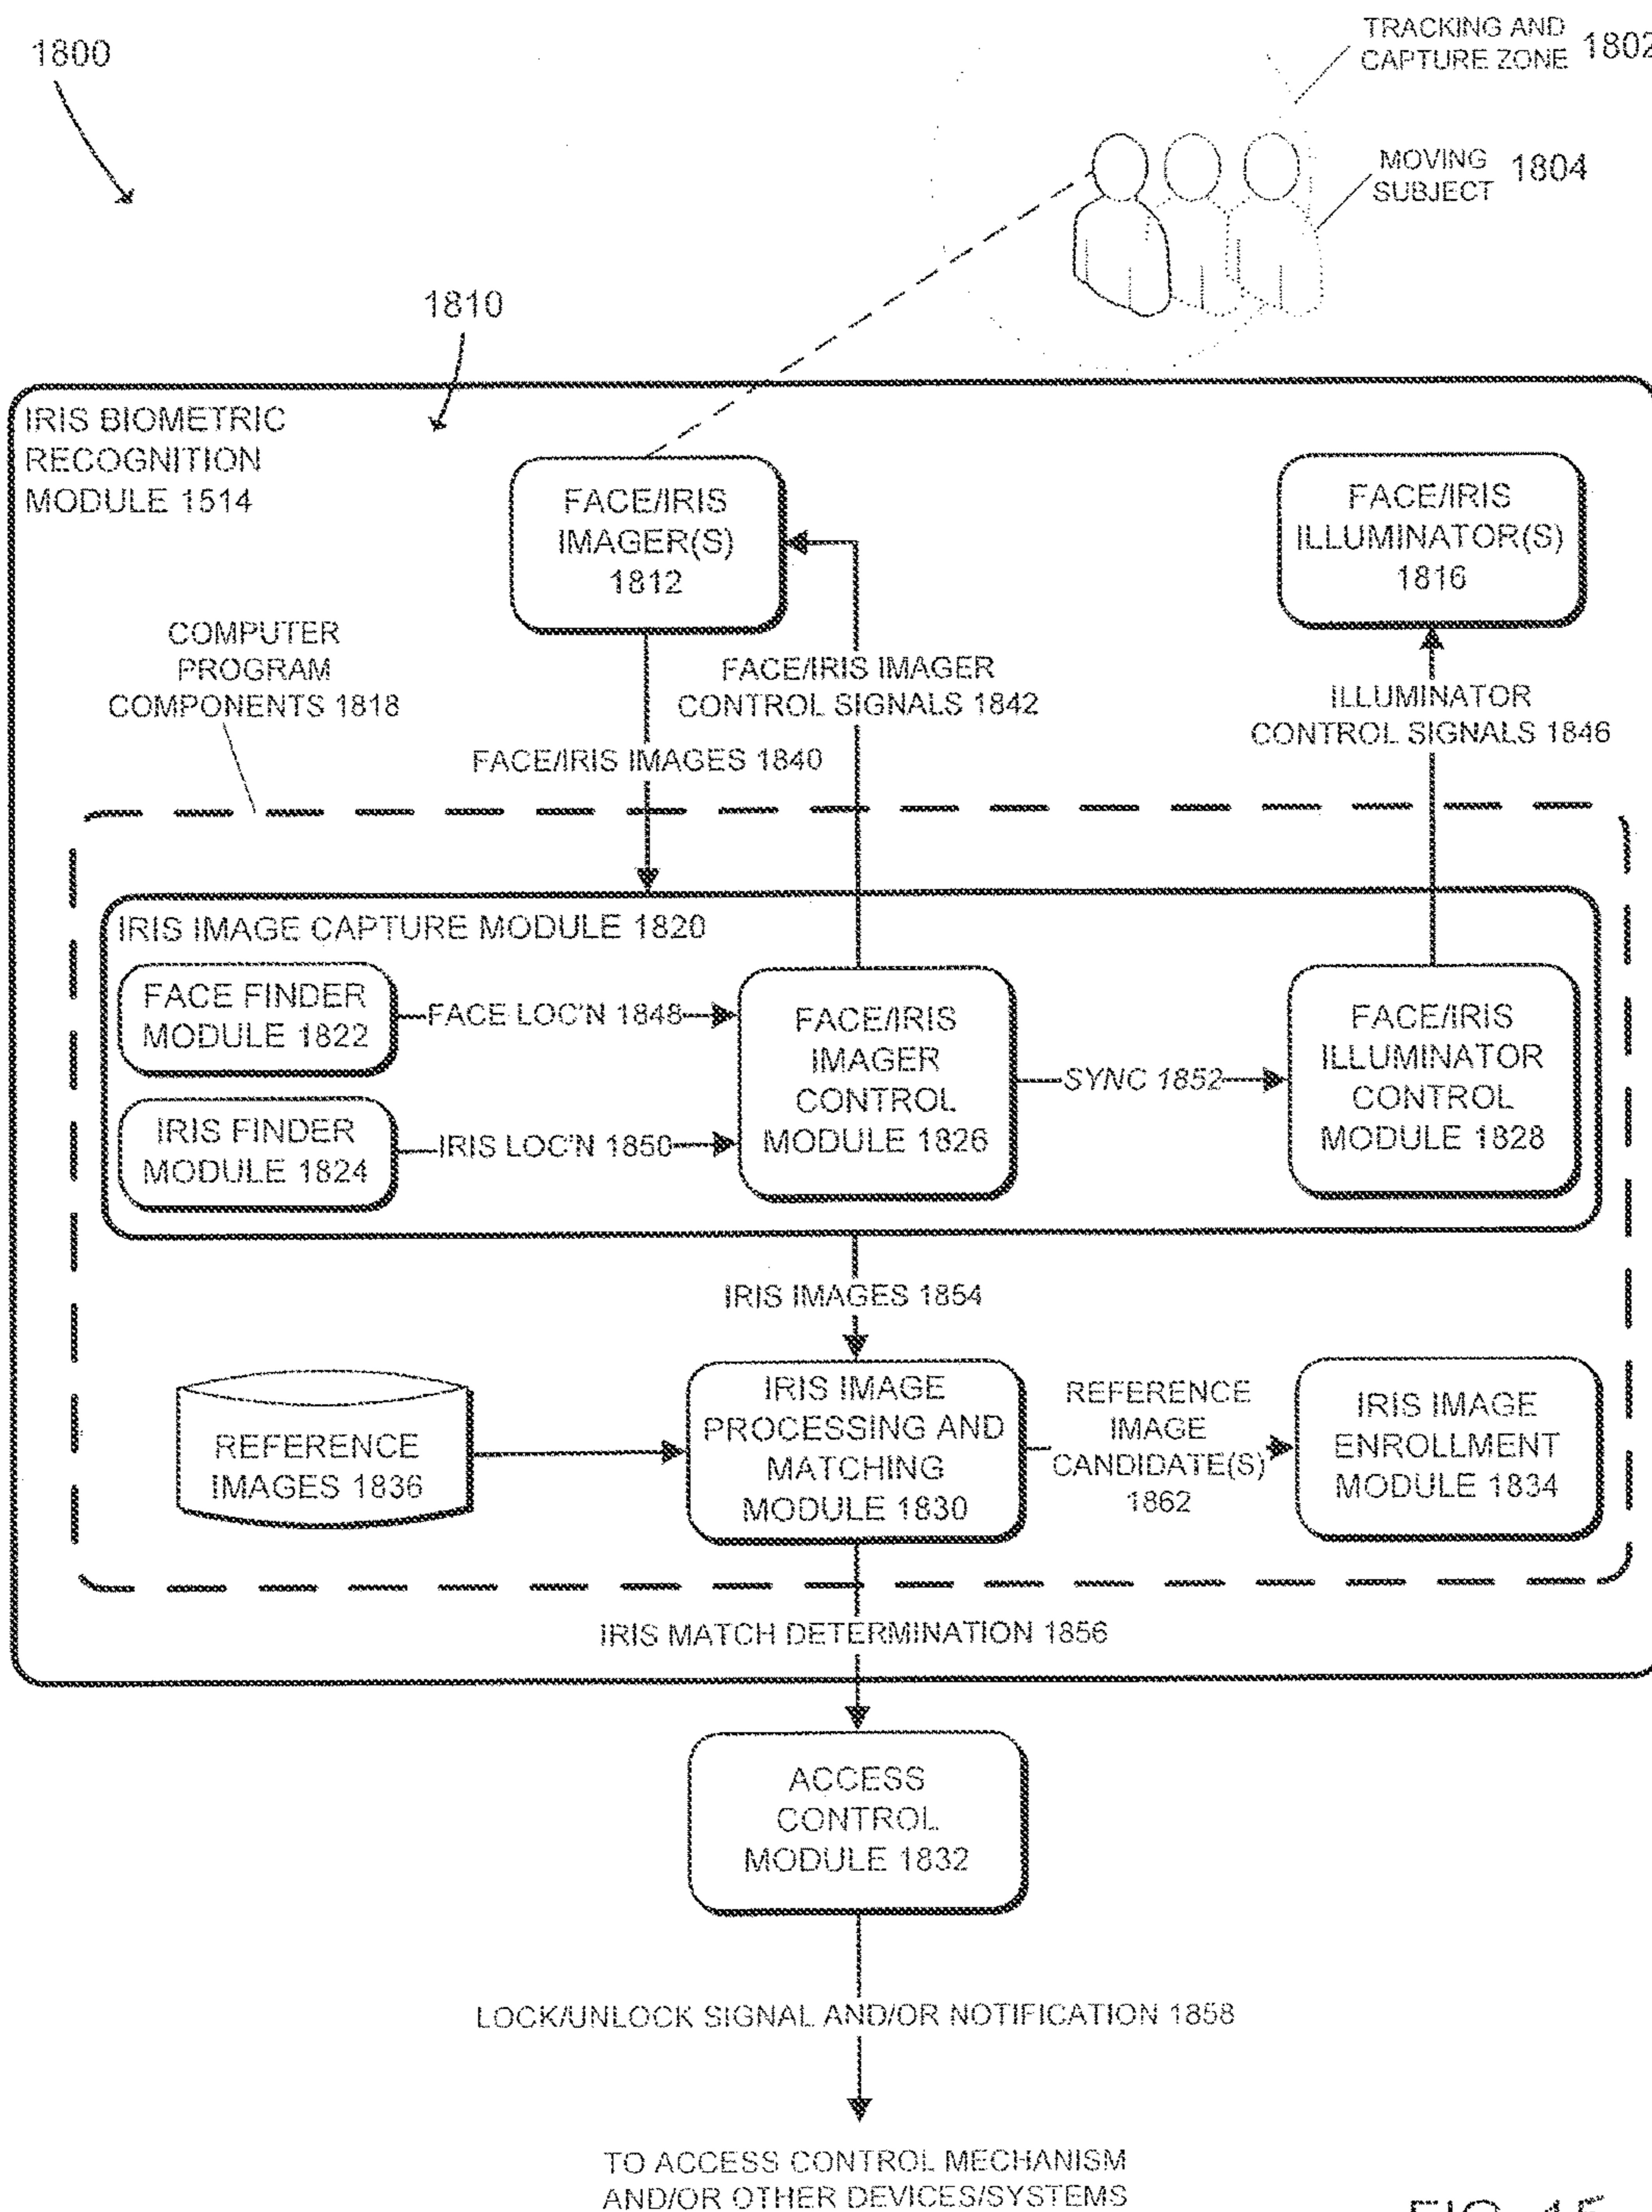 1800
TRACKING AND
CAPTURE ZONE 1802
MOVING
SUBJECT 1804
1810
IRIS BIOMETRIC
RECOGNITION
MODULE 1514
FACE/IRIS
IMAGER(S)
1812
FACE/IRIS
ILLUMINATOR(S)
1816
COMPUTER
PROGRAM
COMPONENTS 1818
FACE/IRIS IMAGER
CONTROL SIGNALS 1842
ILLUMINATOR
CONTROL SIGNALS 1846
FACE/IRIS IMAGES 1840
IRIS IMAGE CAPTURE MODULE 1820
FACE FINDER
MODULE 1822
FACE LOC'N 1848
IRIS FINDER
MODULE 1824
IRIS LOC'N 1850
FACE/IRIS
IMAGER
CONTROL
MODULE 1826
SYNC 1852
FACE/IRIS
ILLUMINATOR
CONTROL
MODULE 1828
IRIS IMAGES 1854
REFERENCE
IMAGES 1836
IRIS IMAGE
PROCESSING AND
MATCHING
MODULE 1830
REFERENCE
IMAGE
CANDIDATE(S)
1862
IRIS IMAGE
ENROLLMENT
MODULE 1834
IRIS MATCH DETERMINATION 1856
ACCESS
CONTROL
MODULE 1832
LOCK/UNLOCK SIGNAL AND/OR NOTIFICATION 1858
TO ACCESS CONTROL MECHANISM
AND/OR OTHER DEVICES/SYSTEMS
FIG. 15